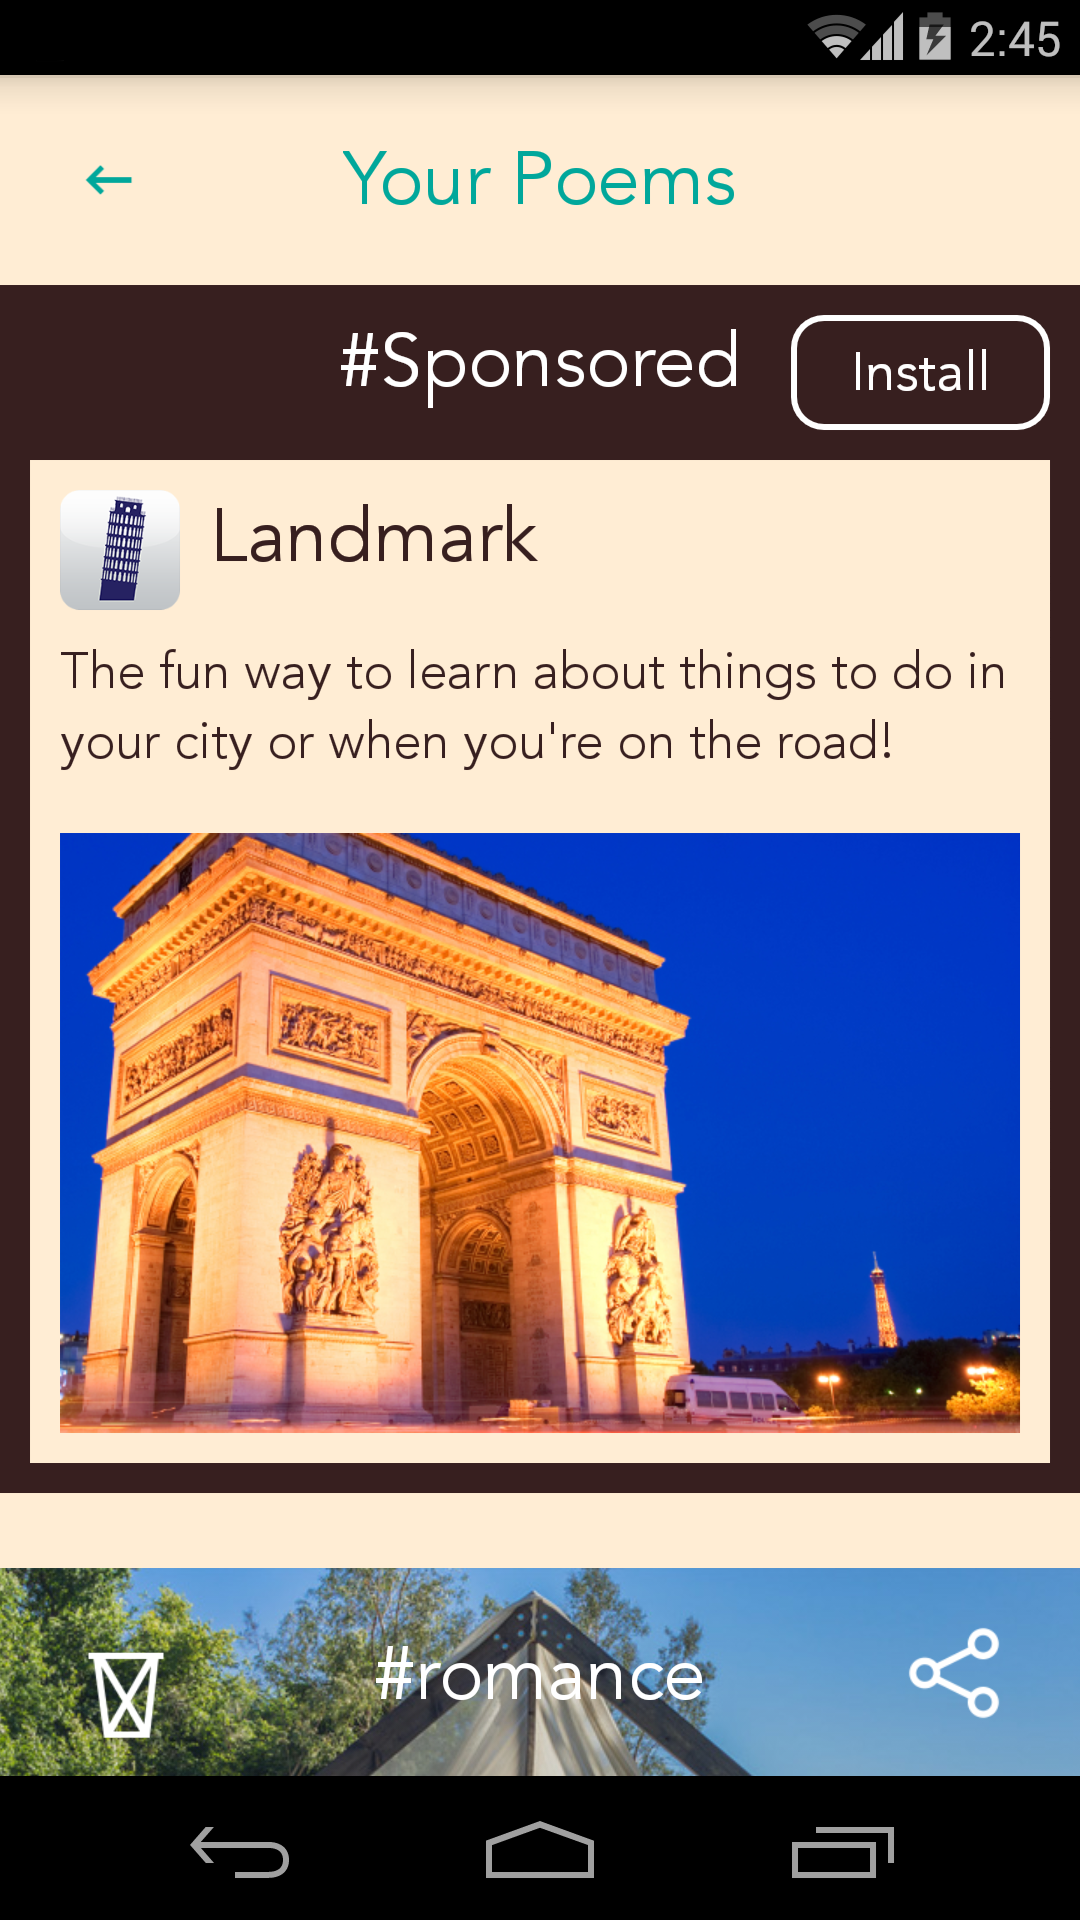 2:45
Your Poems
#Sponsored
Install
Landmark
The fun way to learn about things to do in
your city or when you're on the road!
#romance